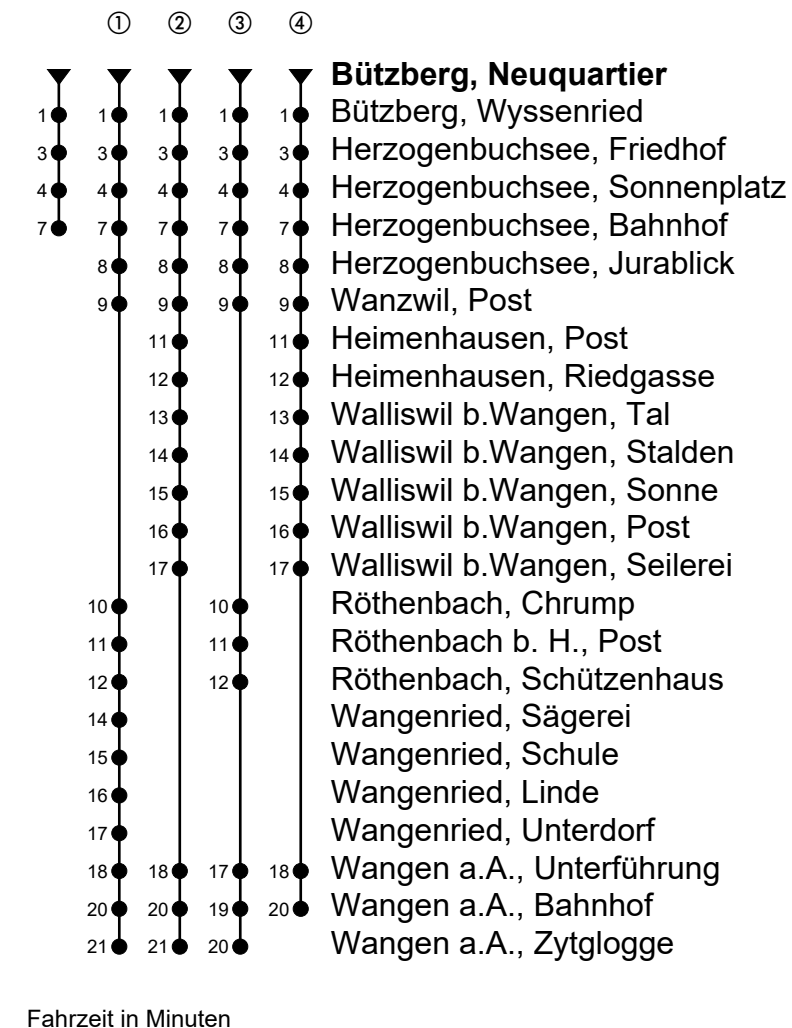 ① ② ③ ④
Bützberg, Neuquartier
1 1 1 1 1 Bützberg, Wyssenried
3 3 3 3 3 Herzogenbuchsee, Friedhof
4 4 4 4 4 Herzogenbuchsee, Sonnenplatz
7 7 7 7 7 Herzogenbuchsee, Bahnhof
8 8 8 8 Herzogenbuchsee, Jurablick
9 9 9 9 Wanzwil, Post
11 11 Heimenhausen, Post
12 12 Heimenhausen, Riedgasse
13 13 Walliswil b.Wangen, Tal
14 14 Walliswil b.Wangen, Stalden
15 15 Walliswil b.Wangen, Sonne
16 16 Walliswil b.Wangen, Post
17 17 Walliswil b.Wangen, Seilerei
10 10 Röthenbach, Chrump
11 11 Röthenbach b. H., Post
12 12 Röthenbach, Schützenhaus
14 Wangenried, Sägerei
15 Wangenried, Schule
16 Wangenried, Linde
17 Wangenried, Unterdorf
18 18 17 18 Wangen a.A., Unterführung
20 20 19 20 Wangen a.A., Bahnhof
21 21 20 Wangen a.A., Zytglogge
Fahrzeit in Minuten